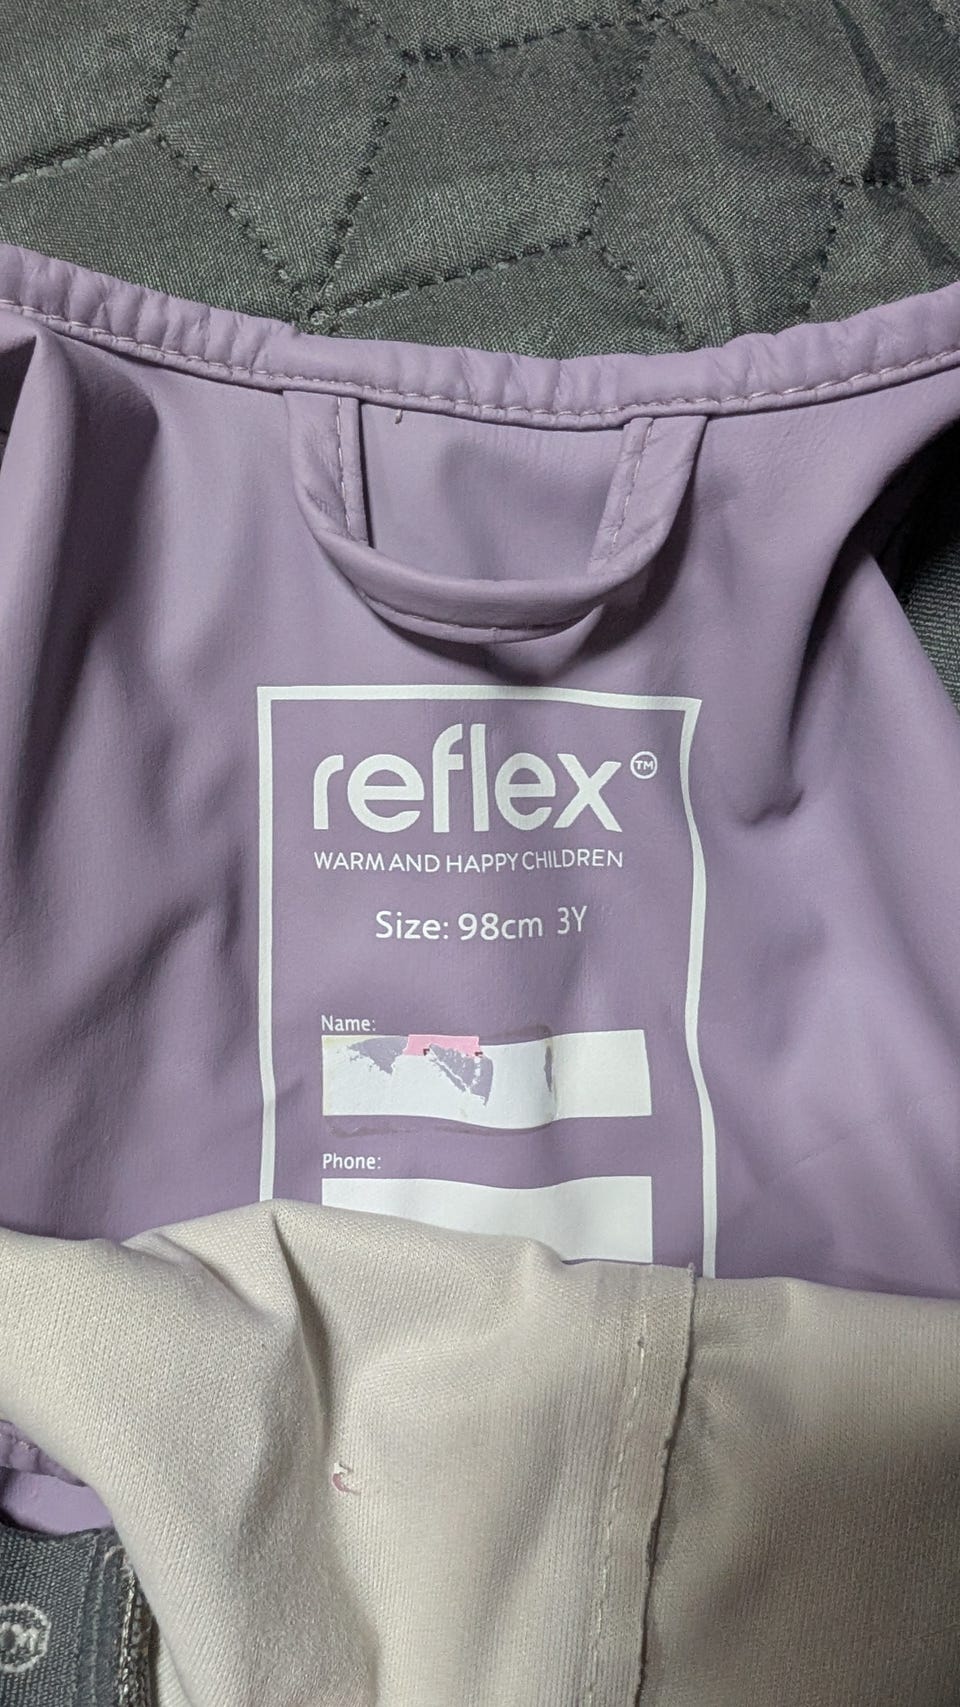 reflex™
WARM AND HAPPY CHILDREN
Size: 98cm 3Y
Name:
Phone: